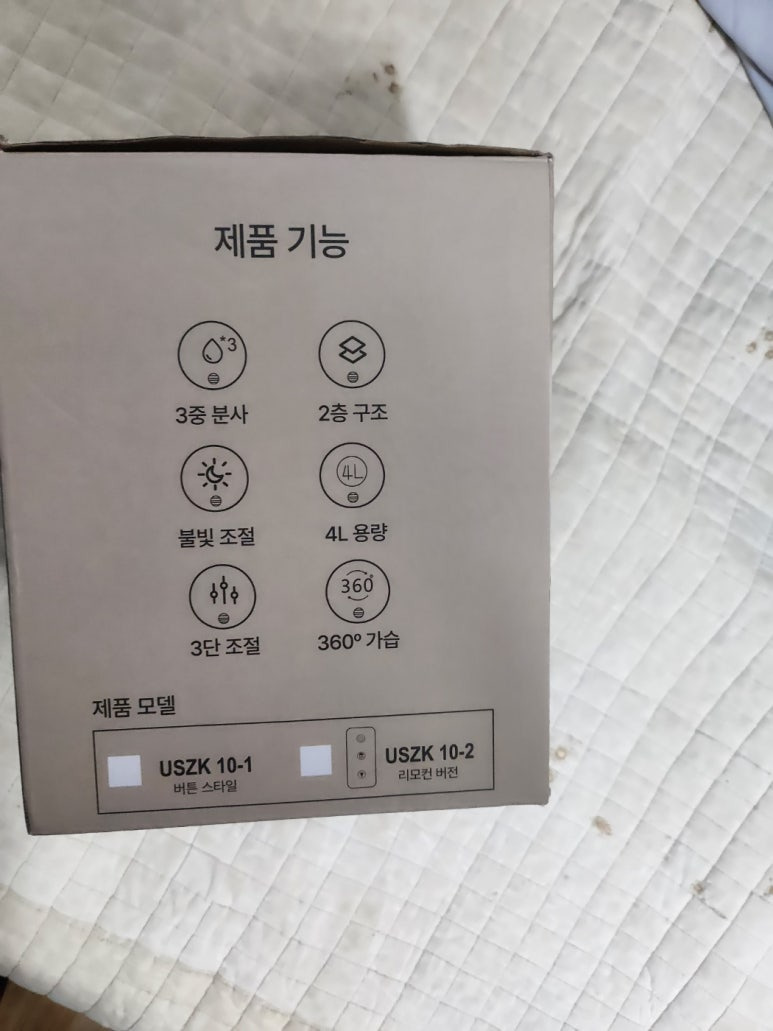 제품 기능
*3
3중 분사
2층 구조
4L
불빛 조절
4L 용량
360°
3단 조절
360º 가습
제품 모델
USZK 10-1
버튼 스타일
USZK 10-2
리모컨 버전